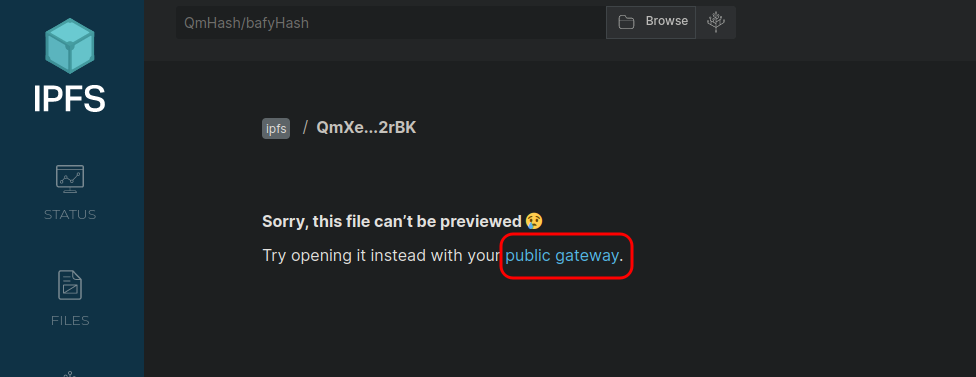 QmHash/bafyHash
Browse
IPFS
ipfs / QmXe...2rBK
STATUS
Sorry, this file can’t be previewed 😢
Try opening it instead with your public gateway.
FILES